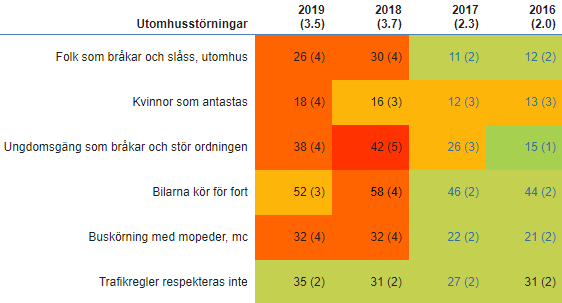 Utomhusstörningar 2019 (3.5) 2018 (3.7) 2017 (2.3) 2016 (2.0)
Folk som bråkar och slåss, utomhus 26 (4) 30 (4) 11 (2) 12 (2)
Kvinnor som antastas 18 (4) 16 (3) 12 (3) 13 (3)
Ungdomsgäng som bråkar och stör ordningen 38 (4) 42 (5) 26 (3) 15 (1)
Bilarna kör för fort 52 (3) 58 (4) 46 (2) 44 (2)
Buskörning med mopeder, mc 32 (4) 32 (4) 22 (2) 21 (2)
Trafikregler respekteras inte 35 (2) 31 (2) 27 (2) 31 (2)